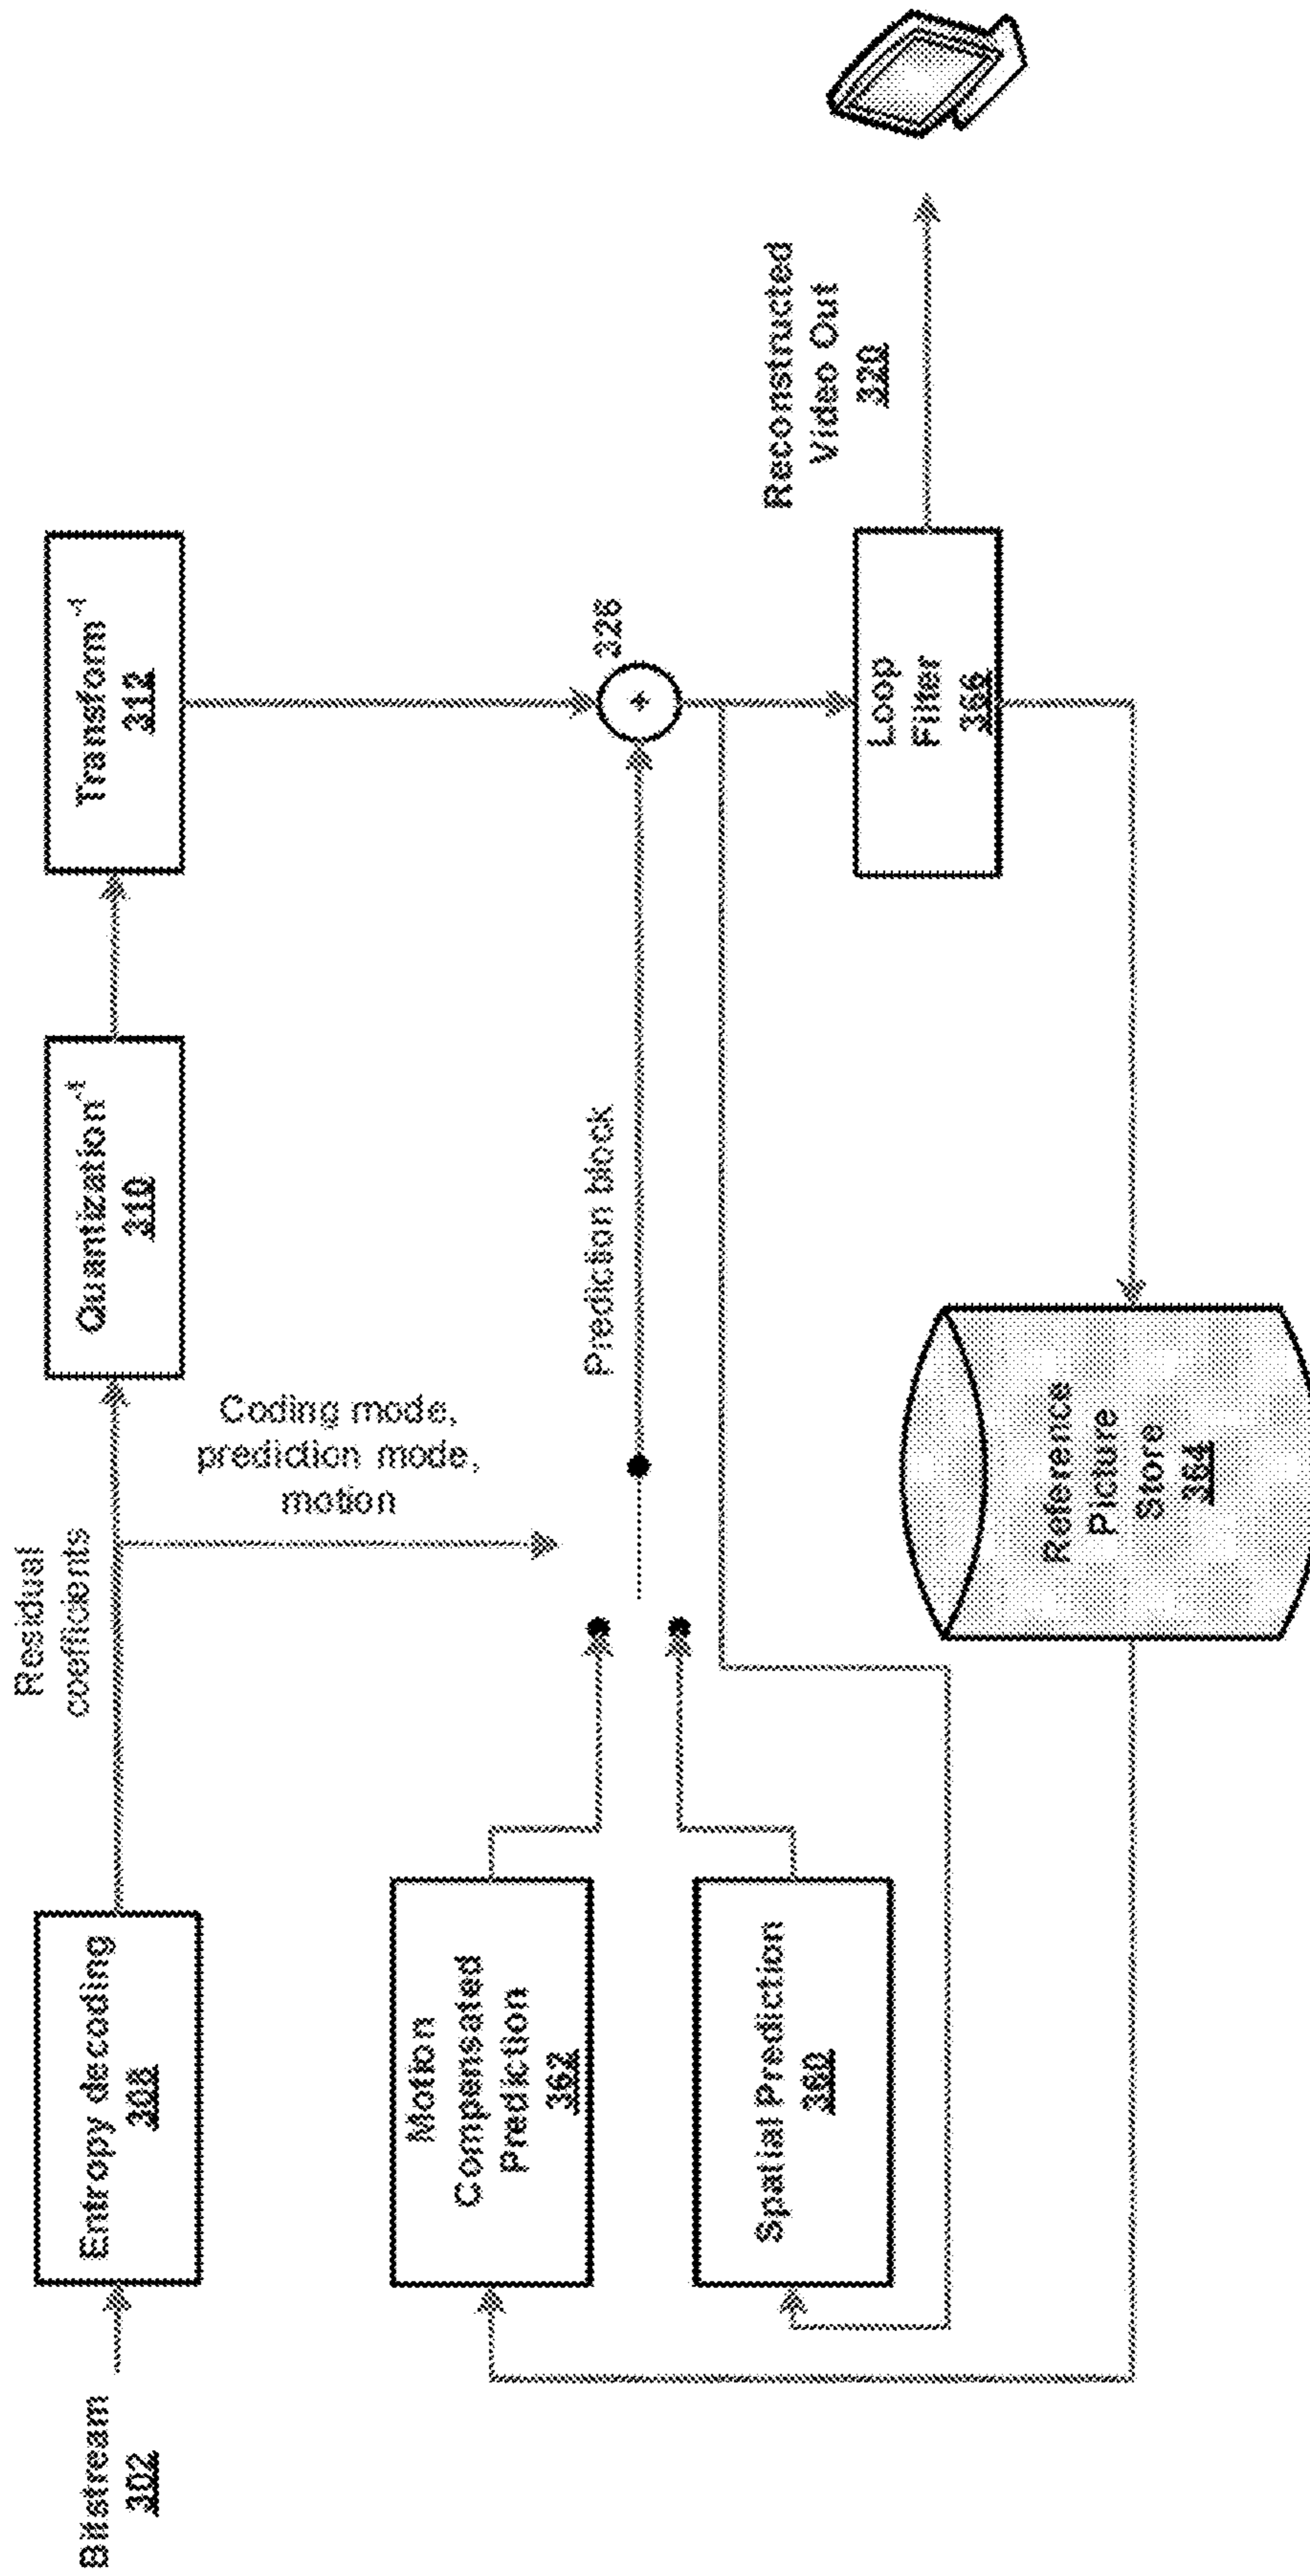 Bitstream
302
Entropy decoding
308
Residual
coefficients
Quantization-1
310
Transform-1
312
Coding mode,
prediction mode,
motion
Motion
Compensated
Prediction
362
Spatial Prediction
360
Prediction block
326
Loop
Filter
366
Reconstructed
Video Out
320
Reference
Picture
Store
364
+